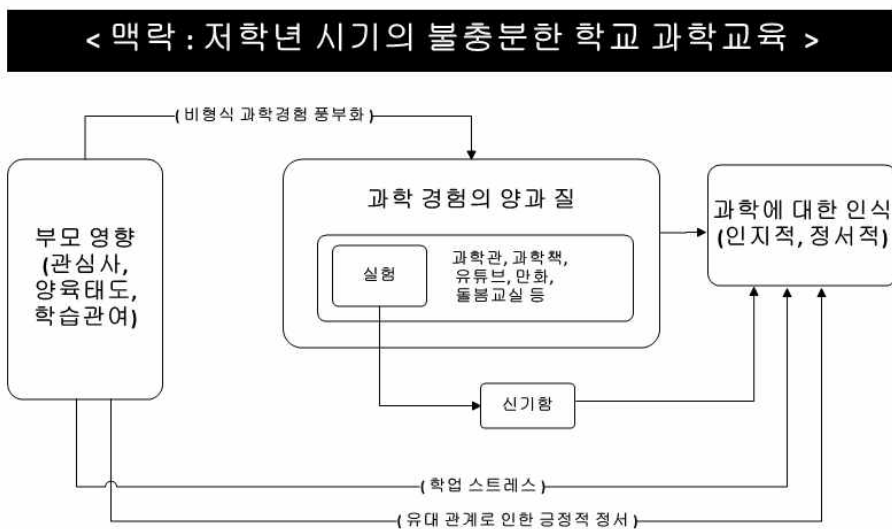 < 맥락 : 저학년 시기의 불충분한 학교 과학교육 >
( 비형식 과학경험 풍부화 )
부모 영향
(관심사,
양육태도,
학습관여)
과학 경험의 양과 질
실험
과학관, 과학책,
유튜브, 만화,
돌봄교실 등
과학에 대한 인식
(인지적, 정서적)
신기함
( 학업 스트레스 )
( 유대 관계로 인한 긍정적 정서 )